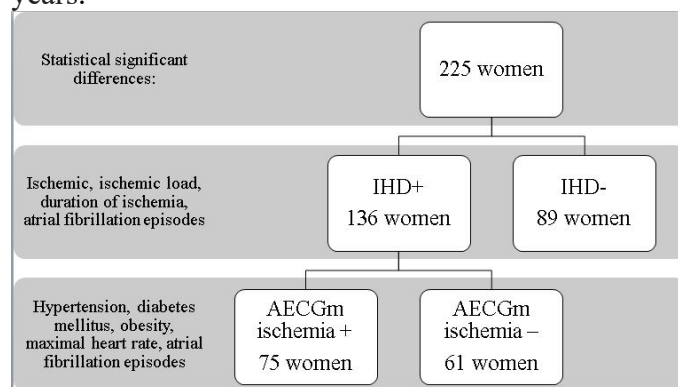 years.
Statistical significant
differences:
225 women
Ischemic, ischemic load,
duration of ischemia,
atrial fibrillation episodes
IHD+
136 women
IHD-
89 women
Hypertension, diabetes
mellitus, obesity,
maximal heart rate, atrial
fibrillation episodes
AECGm
ischemia +
75 women
AECGm
ischemia –
61 women